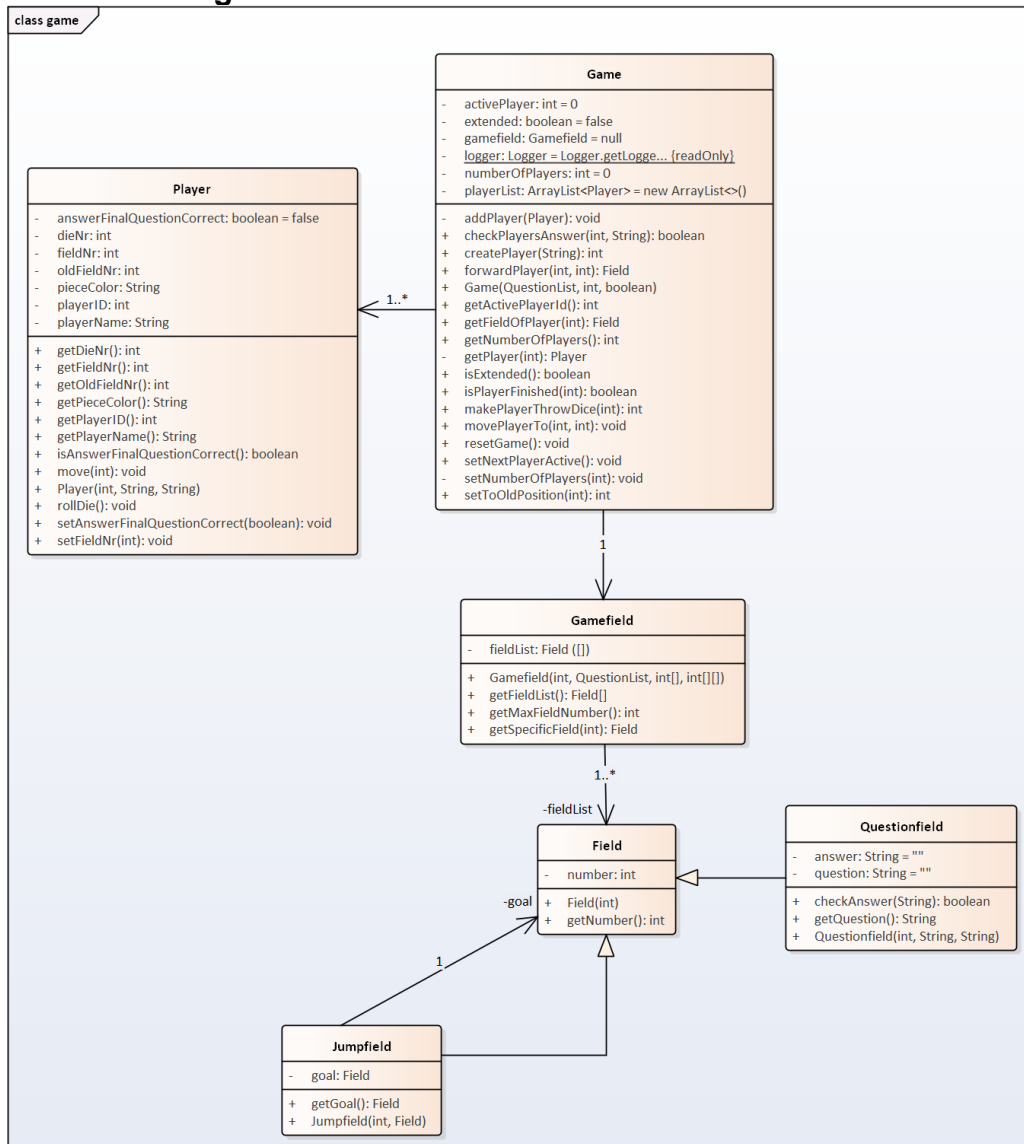 class game
Game
- activePlayer: int = 0
- extended: boolean = false
- gamefield: Gamefield = null
- logger: Logger = Logger.getLogge... {readOnly}
- numberOfPlayers: int = 0
- playerList: ArrayList<Player> = new ArrayList<>()
- addPlayer(Player): void
+ checkPlayersAnswer(int, String): boolean
+ createPlayer(String): int
+ forwardPlayer(int, int): Field
+ Game(QuestionList, int, boolean)
+ getActivePlayerId(): int
+ getFieldOfPlayer(int): Field
+ getNumberOfPlayers(): int
- getPlayer(int): Player
+ isExtended(): boolean
+ isPlayerFinished(int): boolean
+ makePlayerThrowDice(int): int
+ movePlayerTo(int, int): void
+ resetGame(): void
+ setNextPlayerActive(): void
- setNumberOfPlayers(int): void
+ setToOldPosition(int): int
Player
- answerFinalQuestionCorrect: boolean = false
- dieNr: int
- fieldNr: int
- oldFieldNr: int
- pieceColor: String
- playerID: int
- playerName: String
+ getDieNr(): int
+ getFieldNr(): int
+ getOldFieldNr(): int
+ getPieceColor(): String
+ getPlayerID(): int
+ getPlayerName(): String
+ isAnswerFinalQuestionCorrect(): boolean
+ move(int): void
+ Player(int, String, String)
+ rollDie(): void
+ setAnswerFinalQuestionCorrect(boolean): void
+ setFieldNr(int): void
1..*
1
Gamefield
- fieldList: Field ([])
+ Gamefield(int, QuestionList, int[], int[][])
+ getFieldList(): Field[]
+ getMaxFieldNumber(): int
+ getSpecificField(int): Field
1..*
-fieldList
Field
- number: int
+ Field(int)
+ getNumber(): int
Questionfield
- answer: String = ""
- question: String = ""
+ checkAnswer(String): boolean
+ getQuestion(): String
+ Questionfield(int, String, String)
-goal
1
Jumpfield
- goal: Field
+ getGoal(): Field
+ Jumpfield(int, Field)